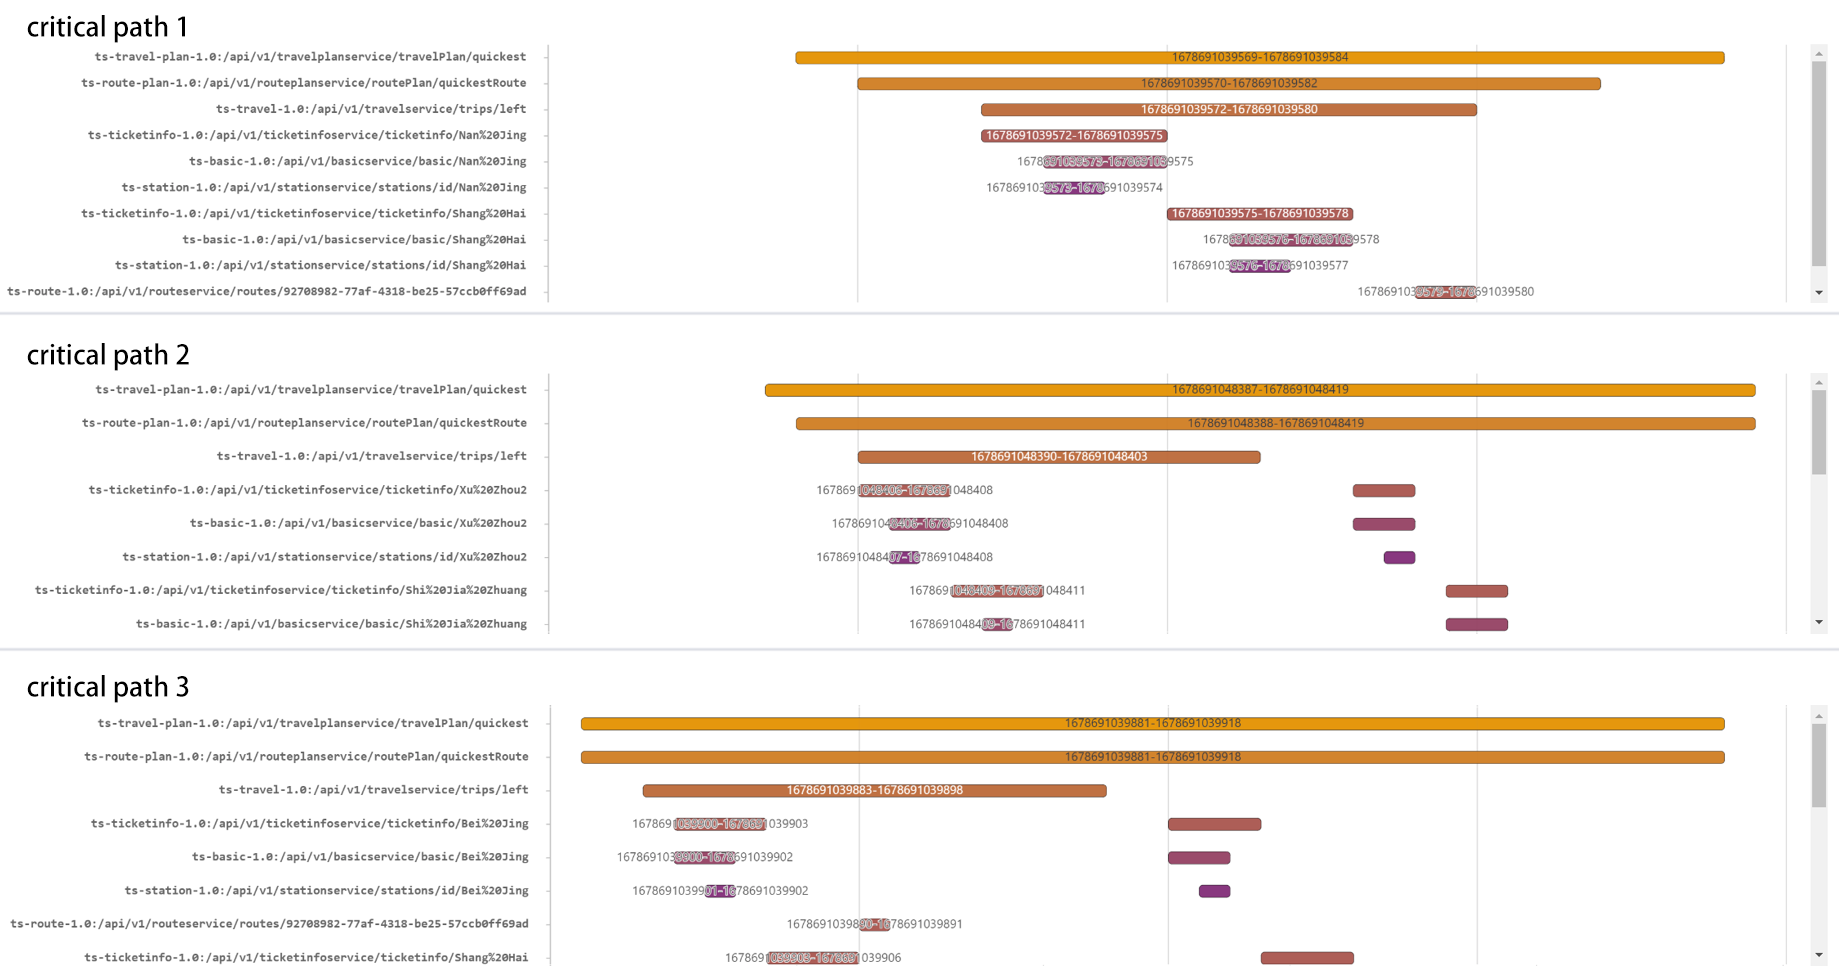 critical path 1
ts-travel-plan-1.0:/api/v1/travelplanservice/travelPlan/quickest 1678691039569-1678691039584
ts-route-plan-1.0:/api/v1/routeplanservice/routePlan/quickestRoute 1678691039570-1678691039582
ts-travel-1.0:/api/v1/travelservice/trips/left 1678691039572-1678691039580
ts-ticketinfo-1.0:/api/v1/ticketinfoservice/ticketinfo/Nan%20Jing 1678691039572-1678691039575
ts-basic-1.0:/api/v1/basicservice/basic/Nan%20Jing 1678691039573-1678691039575
ts-station-1.0:/api/v1/stationservice/stations/id/Nan%20Jing 1678691039573-1678691039574
ts-ticketinfo-1.0:/api/v1/ticketinfoservice/ticketinfo/Shang%20Hai 1678691039575-1678691039578
ts-basic-1.0:/api/v1/basicservice/basic/Shang%20Hai 1678691039576-1678691039578
ts-station-1.0:/api/v1/stationservice/stations/id/Shang%20Hai 1678691039576-1678691039577
ts-route-1.0:/api/v1/routeservice/routes/92708982-77af-4318-be25-57ccb0ff69ad 1678691039579-1678691039580
critical path 2
ts-travel-plan-1.0:/api/v1/travelplanservice/travelPlan/quickest 1678691048387-1678691048419
ts-route-plan-1.0:/api/v1/routeplanservice/routePlan/quickestRoute 1678691048388-1678691048419
ts-travel-1.0:/api/v1/travelservice/trips/left 1678691048390-1678691048403
ts-ticketinfo-1.0:/api/v1/ticketinfoservice/ticketinfo/Xu%20Zhou2 1678691048406-1678691048408
ts-basic-1.0:/api/v1/basicservice/basic/Xu%20Zhou2 1678691048406-1678691048408
ts-station-1.0:/api/v1/stationservice/stations/id/Xu%20Zhou2 1678691048407-1678691048408
ts-ticketinfo-1.0:/api/v1/ticketinfoservice/ticketinfo/Shi%20Jia%20Zhuang 1678691048409-1678691048411
ts-basic-1.0:/api/v1/basicservice/basic/Shi%20Jia%20Zhuang 1678691048409-1678691048411
critical path 3
ts-travel-plan-1.0:/api/v1/travelplanservice/travelPlan/quickest 1678691039881-1678691039918
ts-route-plan-1.0:/api/v1/routeplanservice/routePlan/quickestRoute 1678691039881-1678691039918
ts-travel-1.0:/api/v1/travelservice/trips/left 1678691039883-1678691039898
ts-ticketinfo-1.0:/api/v1/ticketinfoservice/ticketinfo/Bei%20Jing 1678691039900-1678691039903
ts-basic-1.0:/api/v1/basicservice/basic/Bei%20Jing 1678691039900-1678691039902
ts-station-1.0:/api/v1/stationservice/stations/id/Bei%20Jing 1678691039901-1678691039902
ts-route-1.0:/api/v1/routeservice/routes/92708982-77af-4318-be25-57ccb0ff69ad 1678691039890-1678691039891
ts-ticketinfo-1.0:/api/v1/ticketinfoservice/ticketinfo/Shang%20Hai 1678691039903-1678691039906